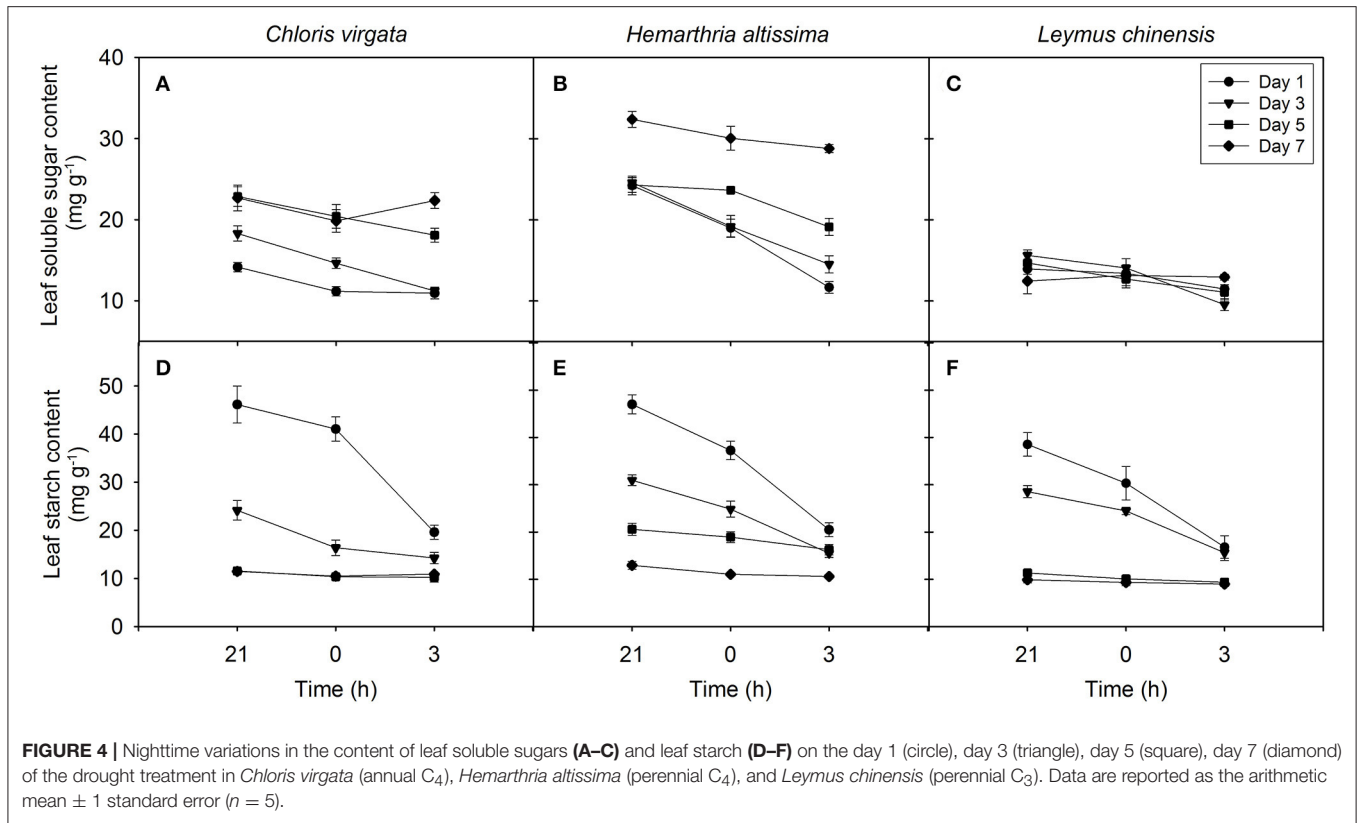 Chloris virgata
Hemarthria altissima
Leymus chinensis
Leaf soluble sugar content
(mg g-1)
40
30
20
10
A
B
C
Day 1
Day 3
Day 5
Day 7
Leaf starch content
(mg g-1)
50
40
30
20
10
0
D
E
F
21 0 3 21 0 3 21 0 3
Time (h) Time (h) Time (h)
FIGURE 4 | Nighttime variations in the content of leaf soluble sugars (A–C) and leaf starch (D–F) on the day 1 (circle), day 3 (triangle), day 5 (square), day 7 (diamond)
of the drought treatment in Chloris virgata (annual C4), Hemarthria altissima (perennial C4), and Leymus chinensis (perennial C3). Data are reported as the arithmetic
mean ± 1 standard error (n = 5).